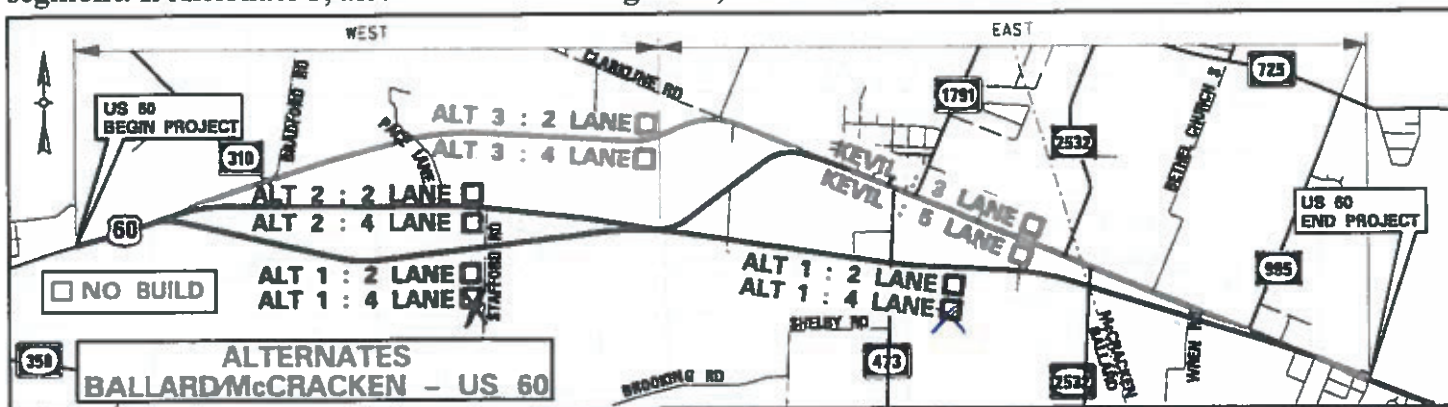 WEST
EAST
CLARKLINE RD
BRADFORD RD
PACE LANE
US 60
BEGIN PROJECT
310
ALT 3 : 2 LANE
ALT 3 : 4 LANE
1791
725
2532
BETHEL CHURCH
KEVIL : 3 LANE
KEVIL : 5 LANE
ALT 2 : 2 LANE
ALT 2 : 4 LANE
60
US 60
END PROJECT
NO BUILD
ALT 1 : 2 LANE
ALT 1 : 4 LANE
STAFFORD RD
ALT 1 : 2 LANE
ALT 1 : 4 LANE
985
SHELBY RD
McCRACKEN
BALLARD
WREN
358
ALTERNATES
BALLARD/McCRACKEN - US 60
BROOKING RD
473
2532